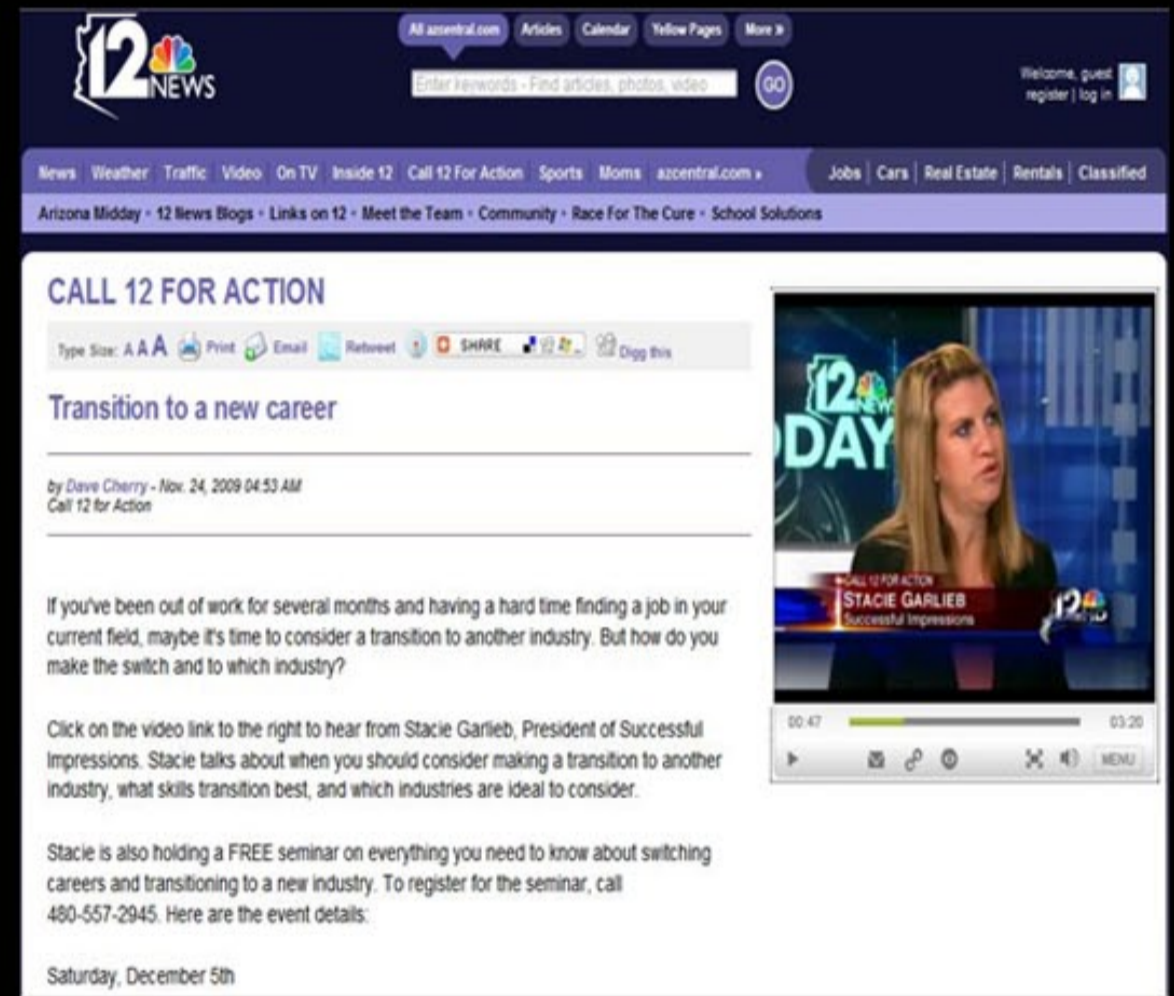 12 NEWS
All azcentral.com Articles Calendar Yellow Pages More »
Enter keywords - Find articles, photos, video GO
Welcome, guest
register | log in
News Weather Traffic Video On TV Inside 12 Call 12 For Action Sports Moms azcentral.com » Jobs | Cars | Real Estate | Rentals | Classified
Arizona Midday • 12 News Blogs • Links on 12 • Meet the Team • Community • Race For The Cure • School Solutions
CALL 12 FOR ACTION
Type Size: A A A Print Email Retweet SHARE Digg this
Transition to a new career
by Dave Cherry - Nov. 24, 2009 04:53 AM
Call 12 for Action
If you've been out of work for several months and having a hard time finding a job in your
current field, maybe it's time to consider a transition to another industry. But how do you
make the switch and to which industry?
Click on the video link to the right to hear from Stacie Garlieb, President of Successful
Impressions. Stacie talks about when you should consider making a transition to another
industry, what skills transition best, and which industries are ideal to consider.
Stacie is also holding a FREE seminar on everything you need to know about switching
careers and transitioning to a new industry. To register for the seminar, call
480-557-2945. Here are the event details:
Saturday, December 5th
12 NEWS
ODAY
CALL 12 FOR ACTION
STACIE GARLIEB
Successful Impressions
12
00:47 03:20
MENU